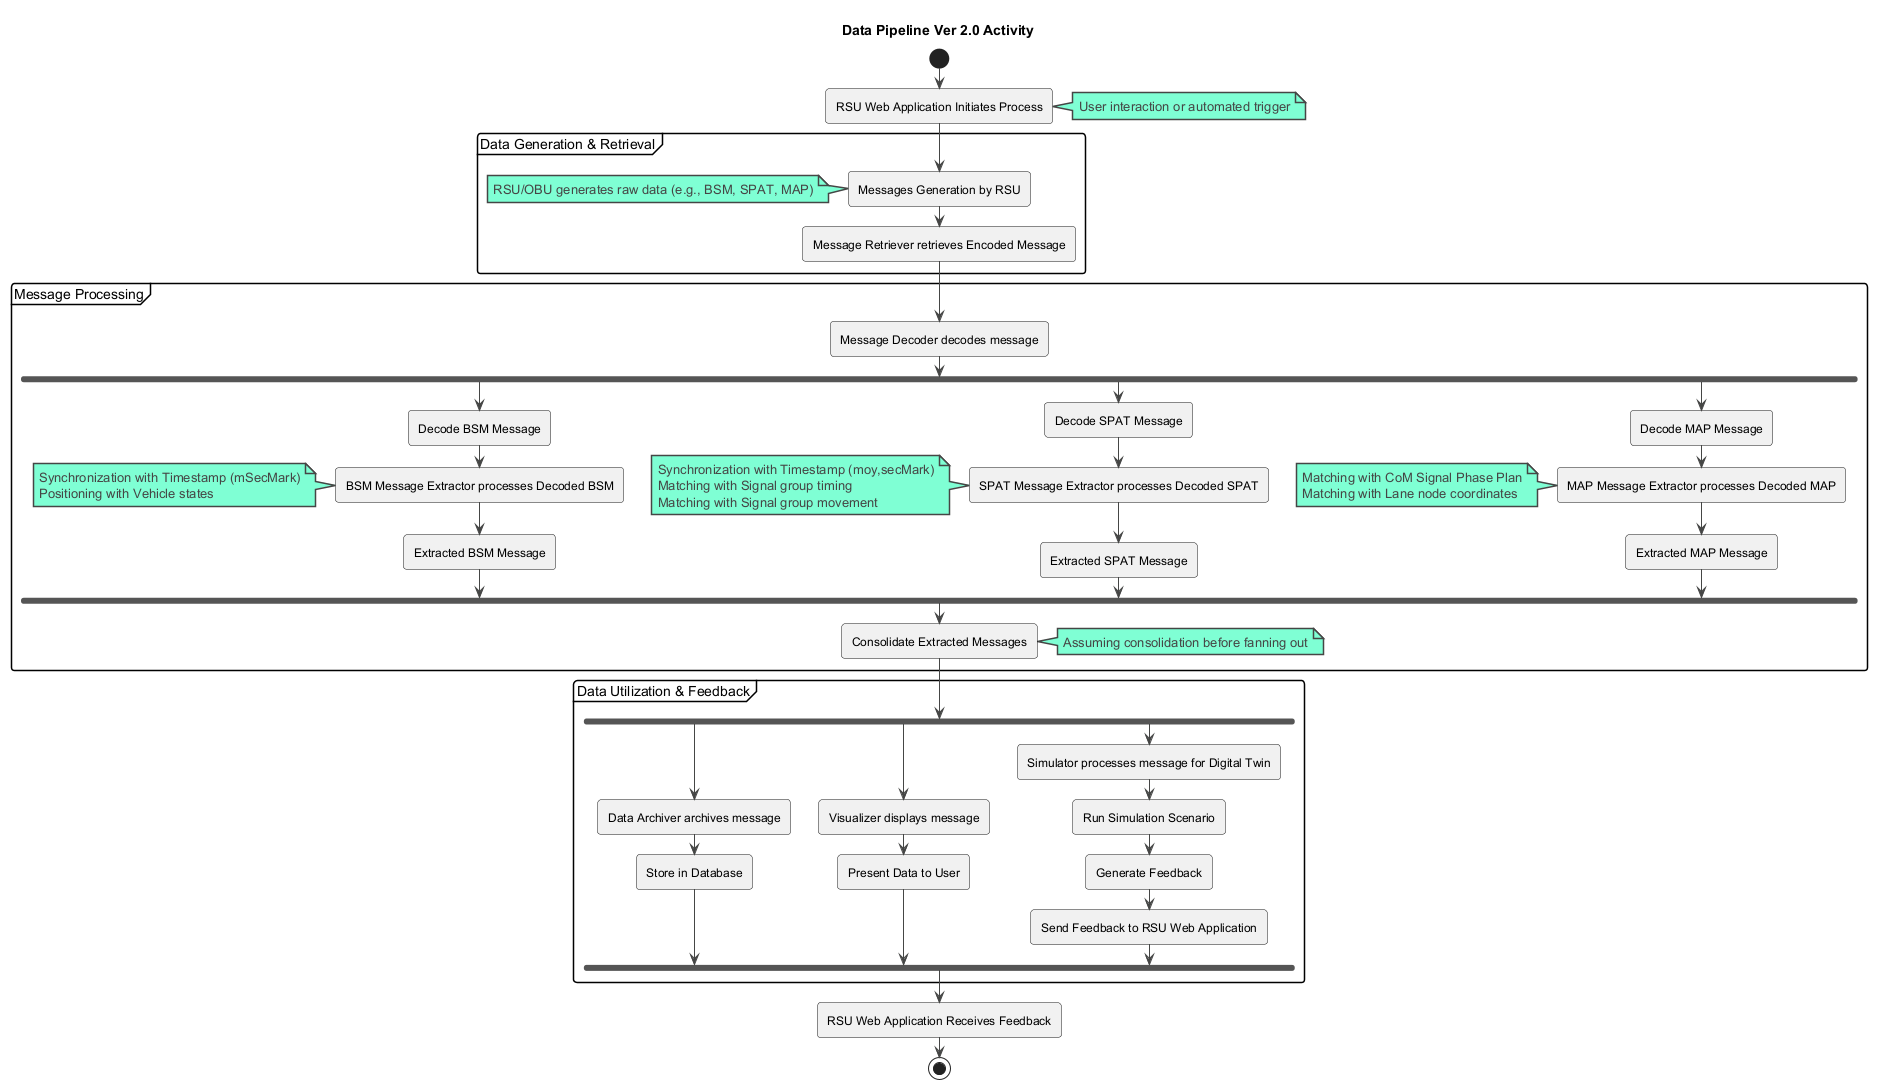 Data Pipeline Ver 2.0 Activity
RSU Web Application Initiates Process
User interaction or automated trigger
Data Generation & Retrieval
RSU/OBU generates raw data (e.g., BSM, SPAT, MAP)
Messages Generation by RSU
Message Retriever retrieves Encoded Message
Message Processing
Message Decoder decodes message
Decode BSM Message
Synchronization with Timestamp (mSecMark)
Positioning with Vehicle states
BSM Message Extractor processes Decoded BSM
Extracted BSM Message
Decode SPAT Message
Synchronization with Timestamp (moy,secMark)
Matching with Signal group timing
Matching with Signal group movement
SPAT Message Extractor processes Decoded SPAT
Extracted SPAT Message
Decode MAP Message
Matching with CoM Signal Phase Plan
Matching with Lane node coordinates
MAP Message Extractor processes Decoded MAP
Extracted MAP Message
Consolidate Extracted Messages
Assuming consolidation before fanning out
Data Utilization & Feedback
Data Archiver archives message
Store in Database
Visualizer displays message
Present Data to User
Simulator processes message for Digital Twin
Run Simulation Scenario
Generate Feedback
Send Feedback to RSU Web Application
RSU Web Application Receives Feedback